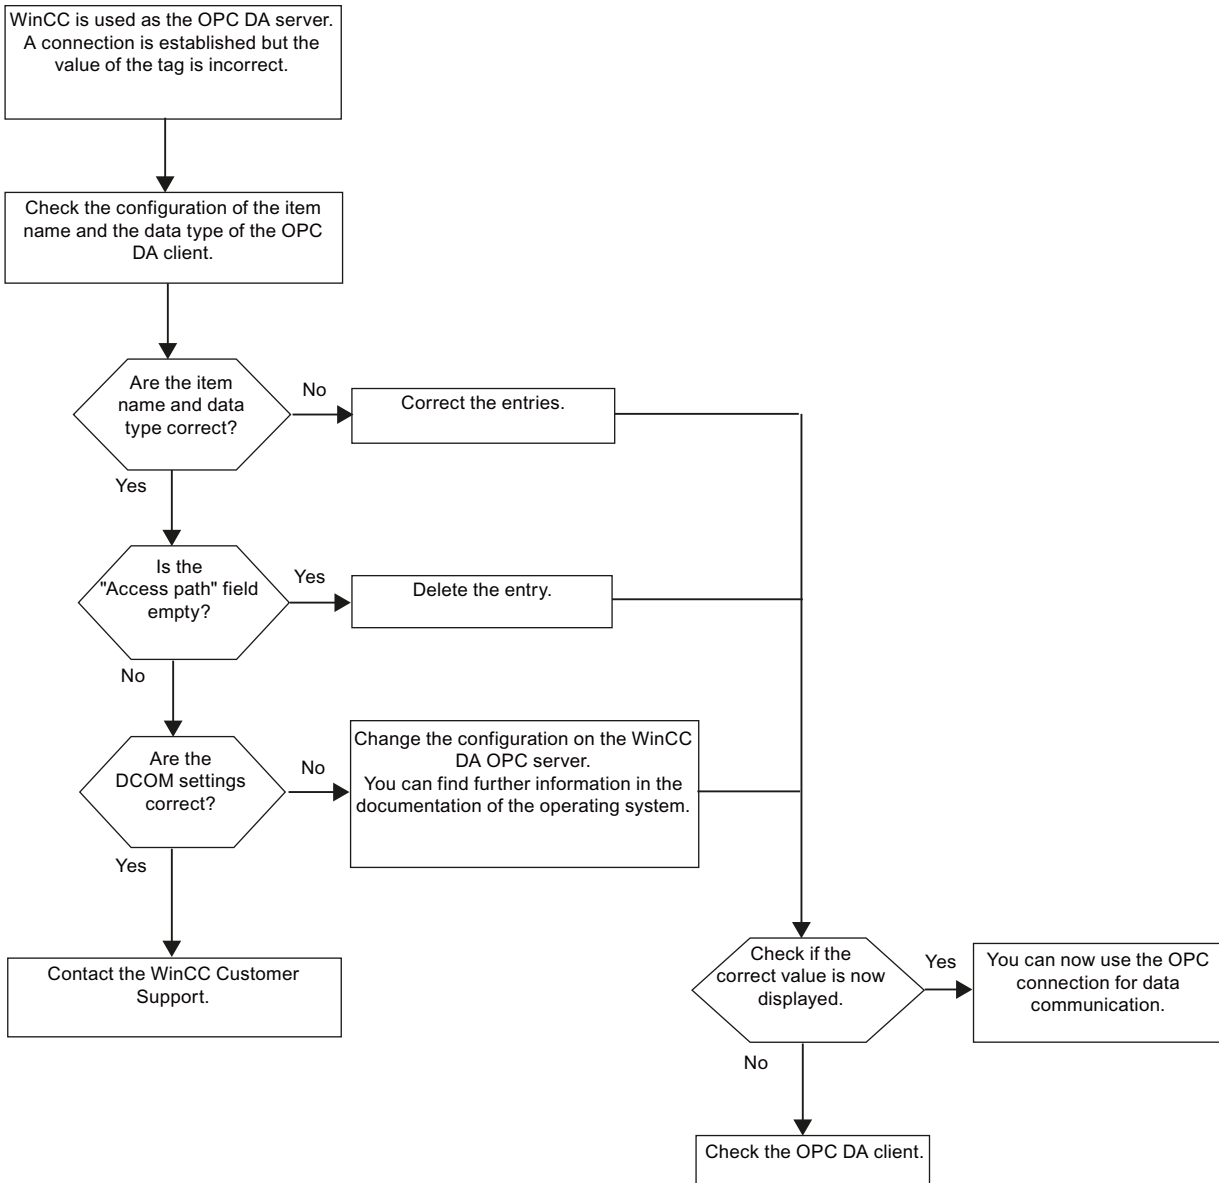 WinCC is used as the OPC DA server.
A connection is established but the
value of the tag is incorrect.
Check the configuration of the item
name and the data type of the OPC
DA client.
Are the item
name and data
type correct?
No
Correct the entries.
Yes
Is the
"Access path" field
empty?
Yes
Delete the entry.
No
Are the
DCOM settings
correct?
No
Change the configuration on the WinCC
DA OPC server.
You can find further information in the
documentation of the operating system.
Yes
Contact the WinCC Customer
Support.
Check if the
correct value is now
displayed.
Yes
You can now use the OPC
connection for data
communication.
No
Check the OPC DA client.